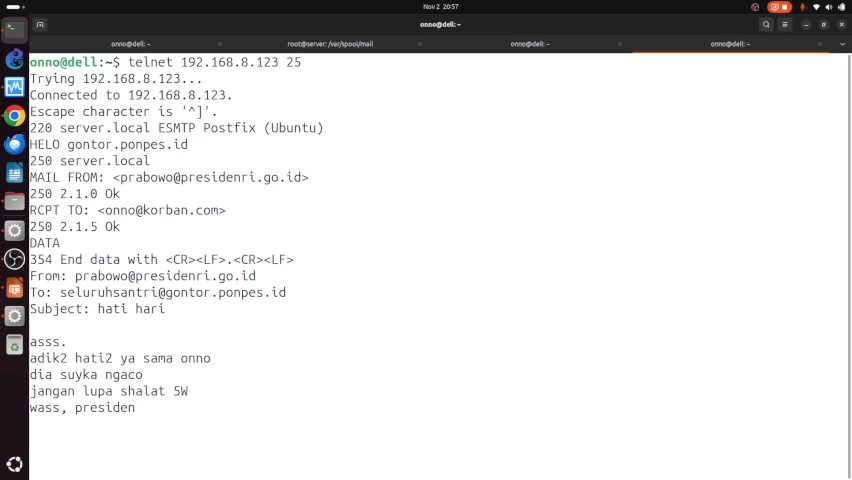 Nov 2 20:57
onno@dell: ~
onno@dell: ~
root@server: /var/spool/mail
onno@dell: ~
onno@dell: ~
onno@dell:~$ telnet 192.168.8.123 25
Trying 192.168.8.123...
Connected to 192.168.8.123.
Escape character is '^]'.
220 server.local ESMTP Postfix (Ubuntu)
HELO gontor.ponpes.id
250 server.local
MAIL FROM: <prabowo@presidenri.go.id>
250 2.1.0 Ok
RCPT TO: <onno@korban.com>
250 2.1.5 Ok
DATA
354 End data with <CR><LF>.<CR><LF>
From: prabowo@presidenri.go.id
To: seluruhsantri@gontor.ponpes.id
Subject: hati hari
asss.
adik2 hati2 ya sama onno
dia suyka ngaco
jangan lupa shalat 5W
wass, presiden